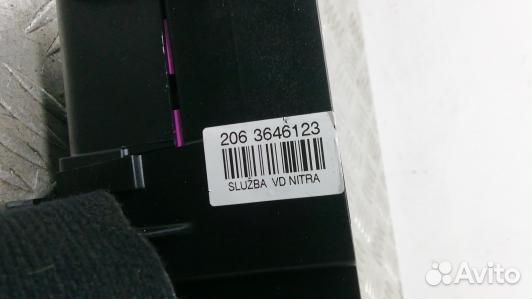 206 3646123
SLUŽBA VD NITRA
Avito